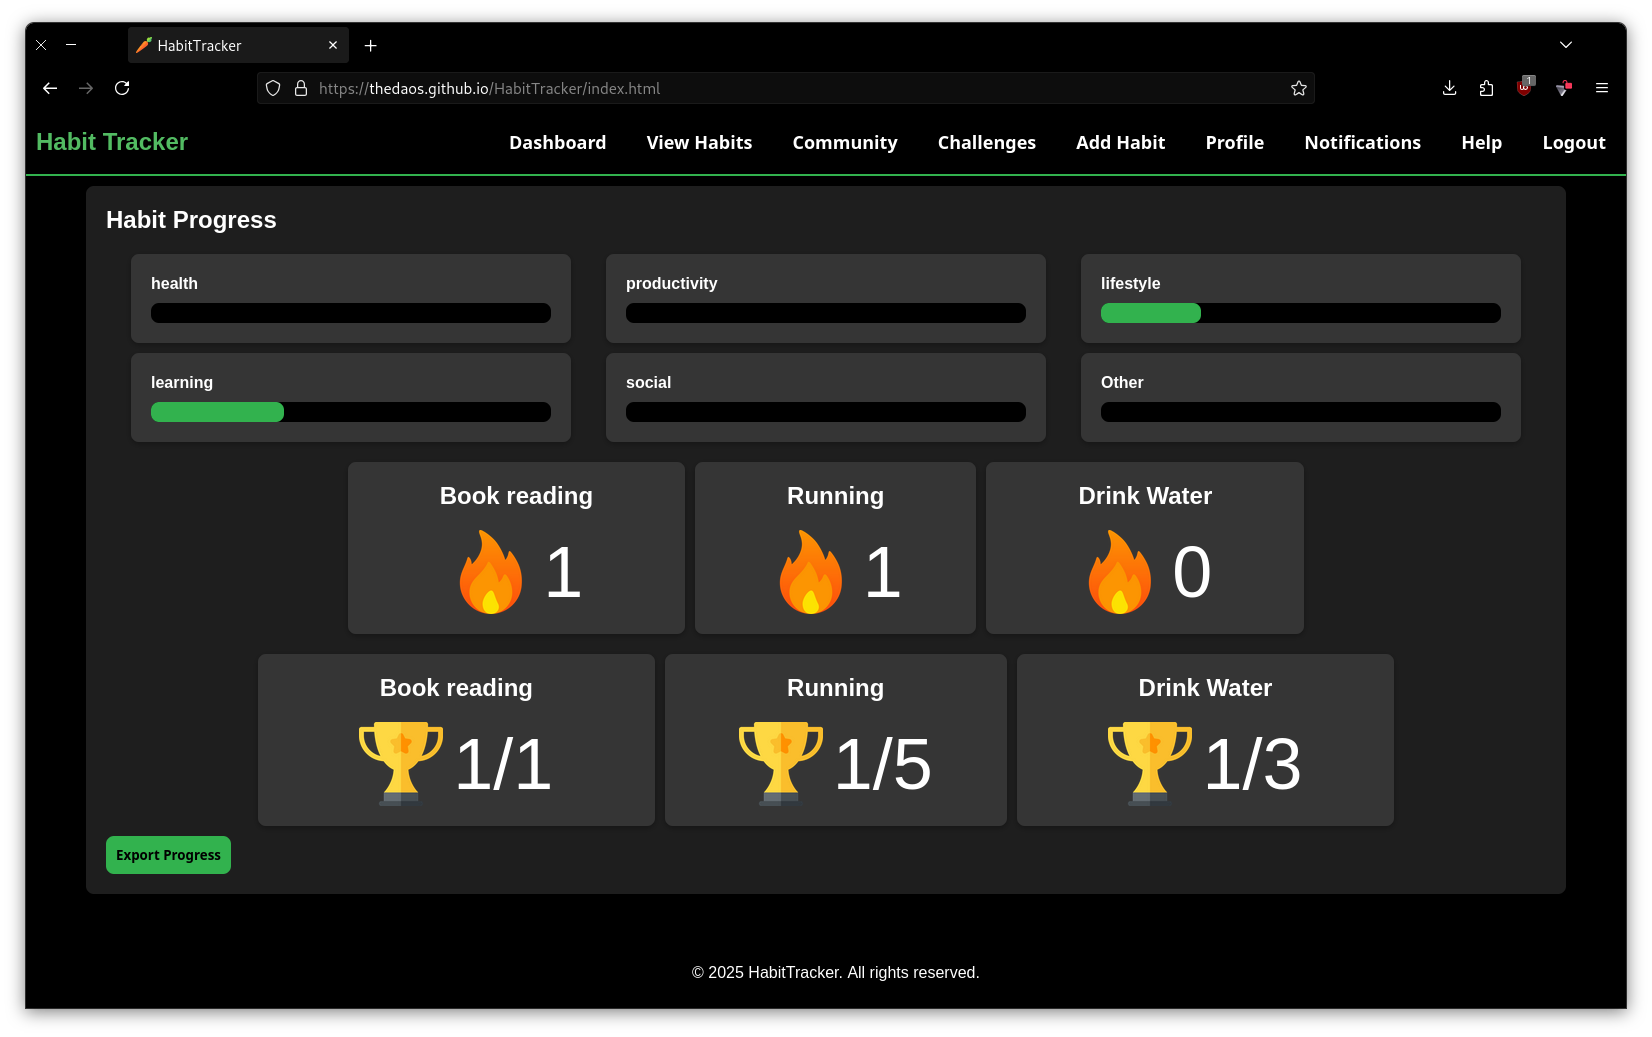 HabitTracker
1
https://thedaos.github.io/HabitTracker/index.html
Habit Tracker
Dashboard
View Habits
Community
Challenges
Add Habit
Profile
Notifications
Help
Logout
Habit Progress
health
productivity
lifestyle
learning
social
Other
Book reading
1
Running
1
Drink Water
0
Book reading
1/1
Running
1/5
Drink Water
1/3
Export Progress
© 2025 HabitTracker. All rights reserved.